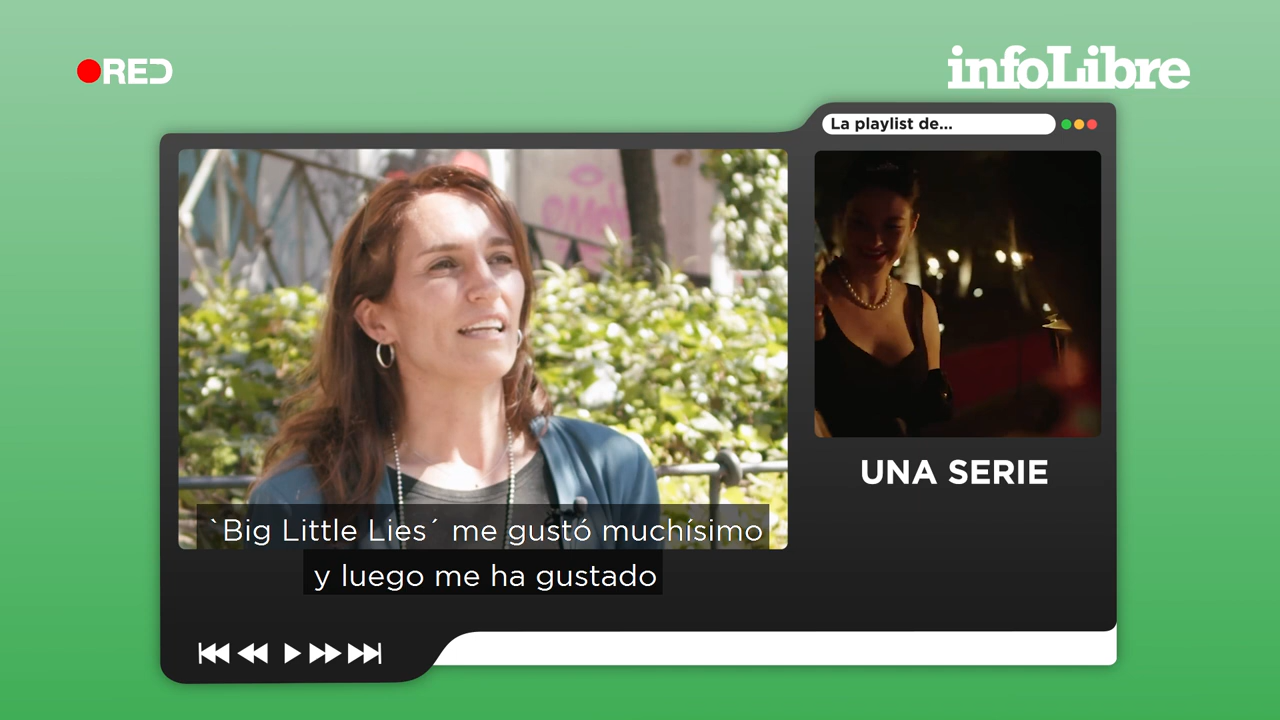 RED
infoLibre
La playlist de...
UNA SERIE
`Big Little Lies´ me gustó muchísimo
y luego me ha gustado